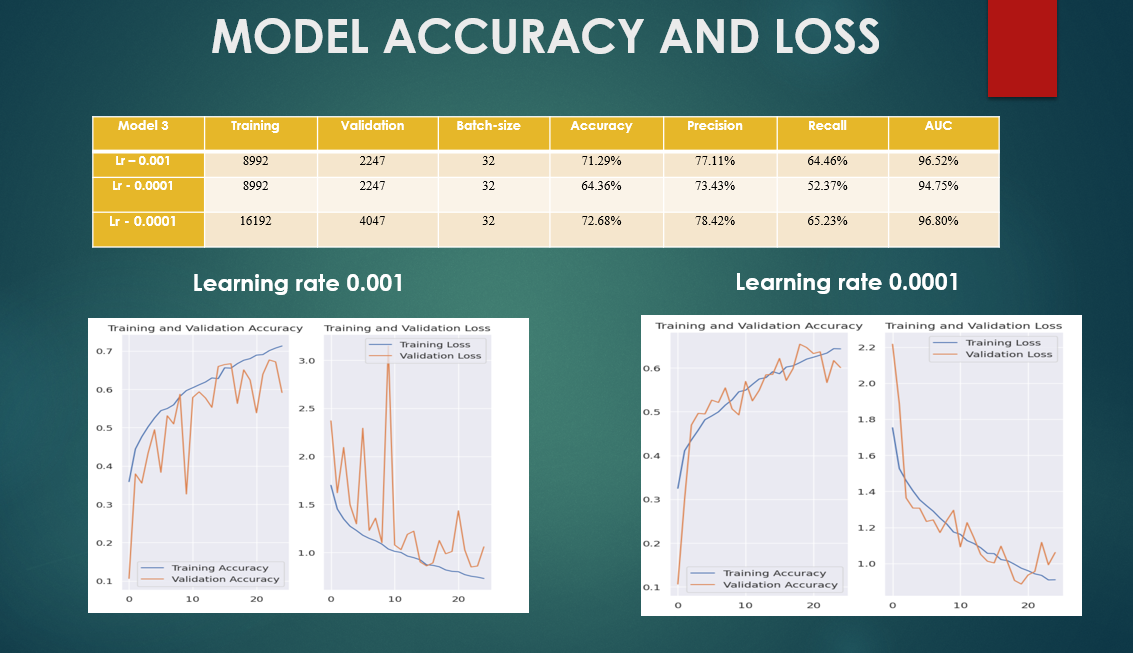 MODEL ACCURACY AND LOSS
Model 3 Training Validation Batch-size Accuracy Precision Recall AUC
Lr – 0.001 8992 2247 32 71.29% 77.11% 64.46% 96.52%
Lr - 0.0001 8992 2247 32 64.36% 73.43% 52.37% 94.75%
Lr - 0.0001 16192 4047 32 72.68% 78.42% 65.23% 96.80%
Learning rate 0.001
Training and Validation Accuracy
0.7
0.6
0.5
0.4
0.3
0.2
0.1
Training Accuracy
Validation Accuracy
0 10 20
Training and Validation Loss
Training Loss
Validation Loss
3.0
2.5
2.0
1.5
1.0
0 10 20
Learning rate 0.0001
Training and Validation Accuracy
0.6
0.5
0.4
0.3
0.2
0.1
Training Accuracy
Validation Accuracy
0 10 20
Training and Validation Loss
Training Loss
Validation Loss
2.2
2.0
1.8
1.6
1.4
1.2
1.0
0 10 20